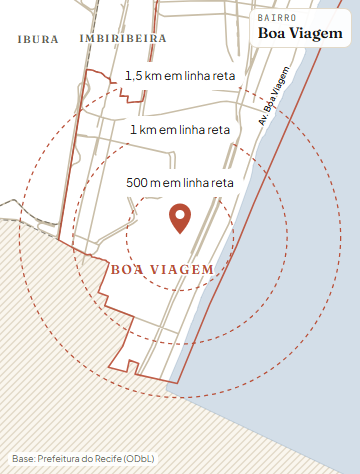 BAIRRO
Boa Viagem
IBURA
IMBIRIBEIRA
1,5 km em linha reta
Av. Boa Viagem
1 km em linha reta
500 m em linha reta
BOA VIAGEM
Base: Prefeitura do Recife (ODbL)